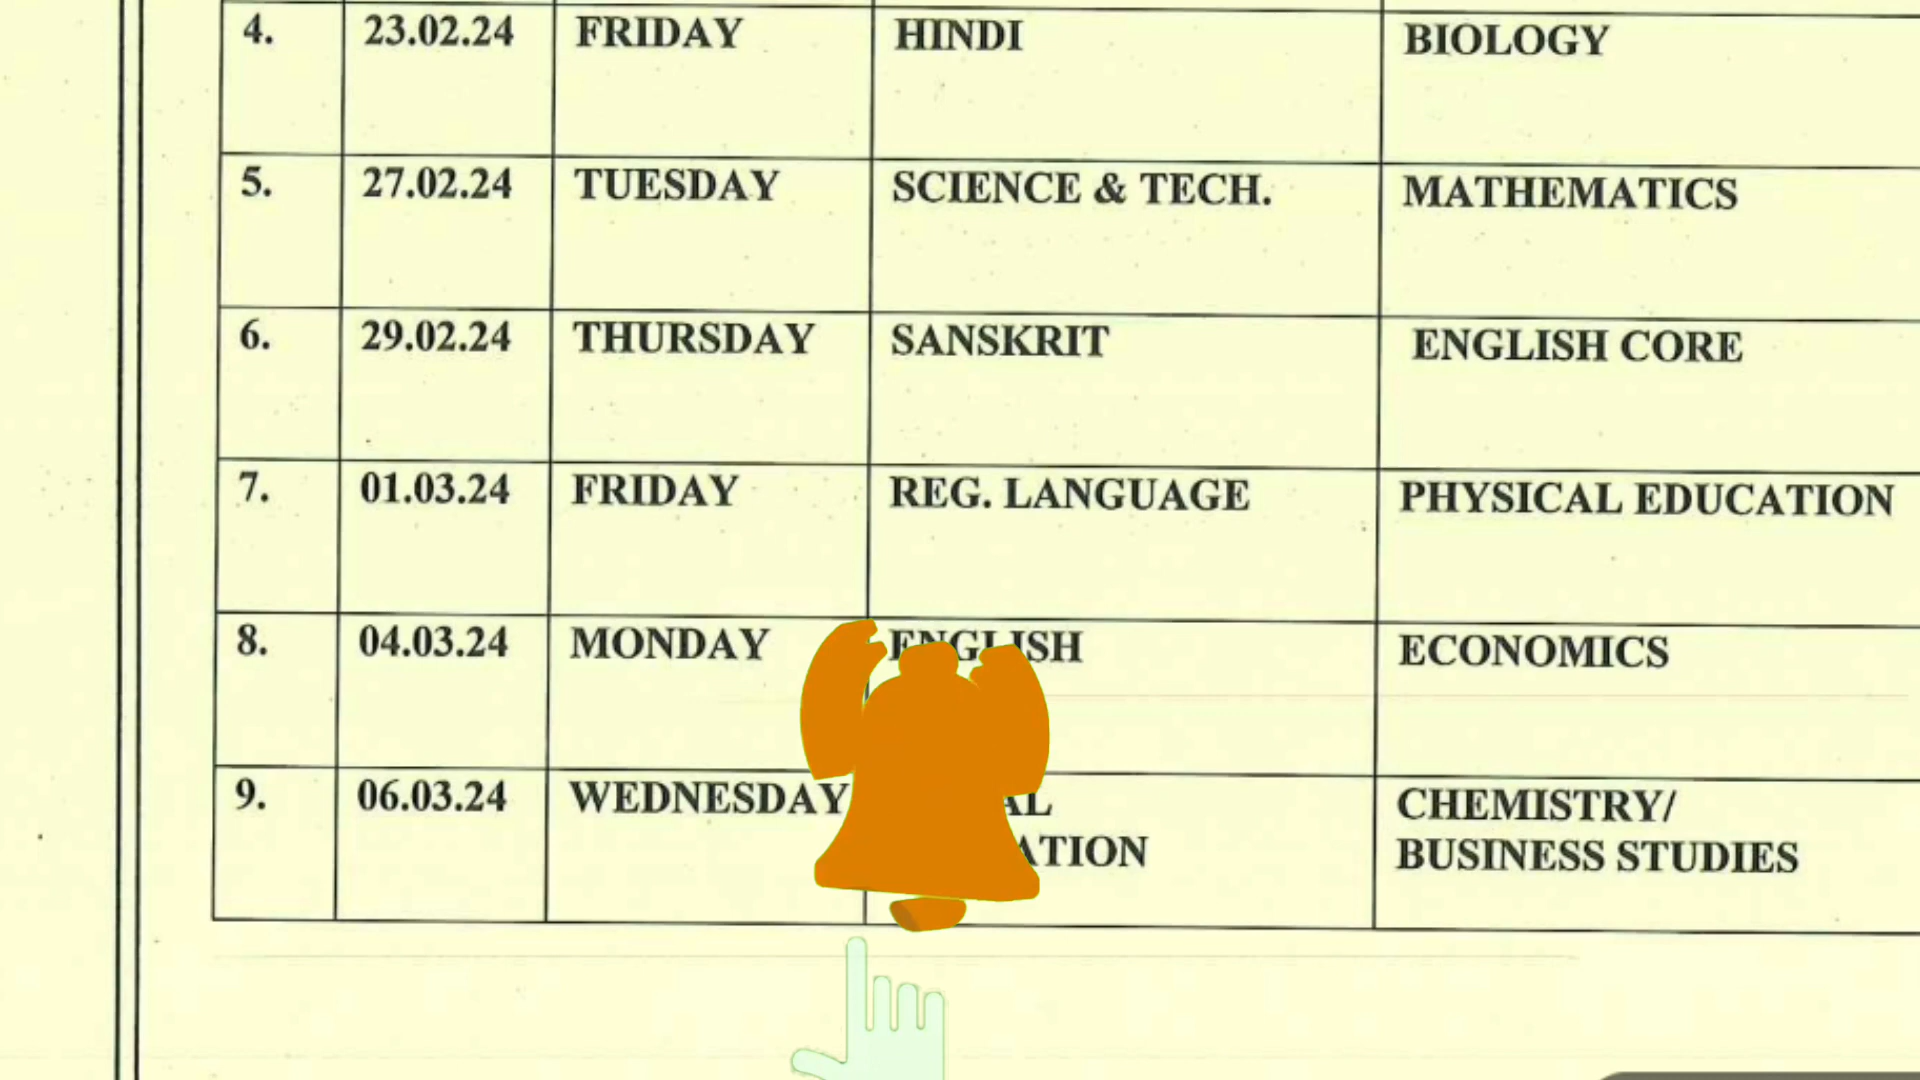 4. 23.02.24 FRIDAY HINDI BIOLOGY
5. 27.02.24 TUESDAY SCIENCE & TECH. MATHEMATICS
6. 29.02.24 THURSDAY SANSKRIT ENGLISH CORE
7. 01.03.24 FRIDAY REG. LANGUAGE PHYSICAL EDUCATION
8. 04.03.24 MONDAY ENGLISH ECONOMICS
9. 06.03.24 WEDNESDAY CHEMISTRY/
BUSINESS STUDIES